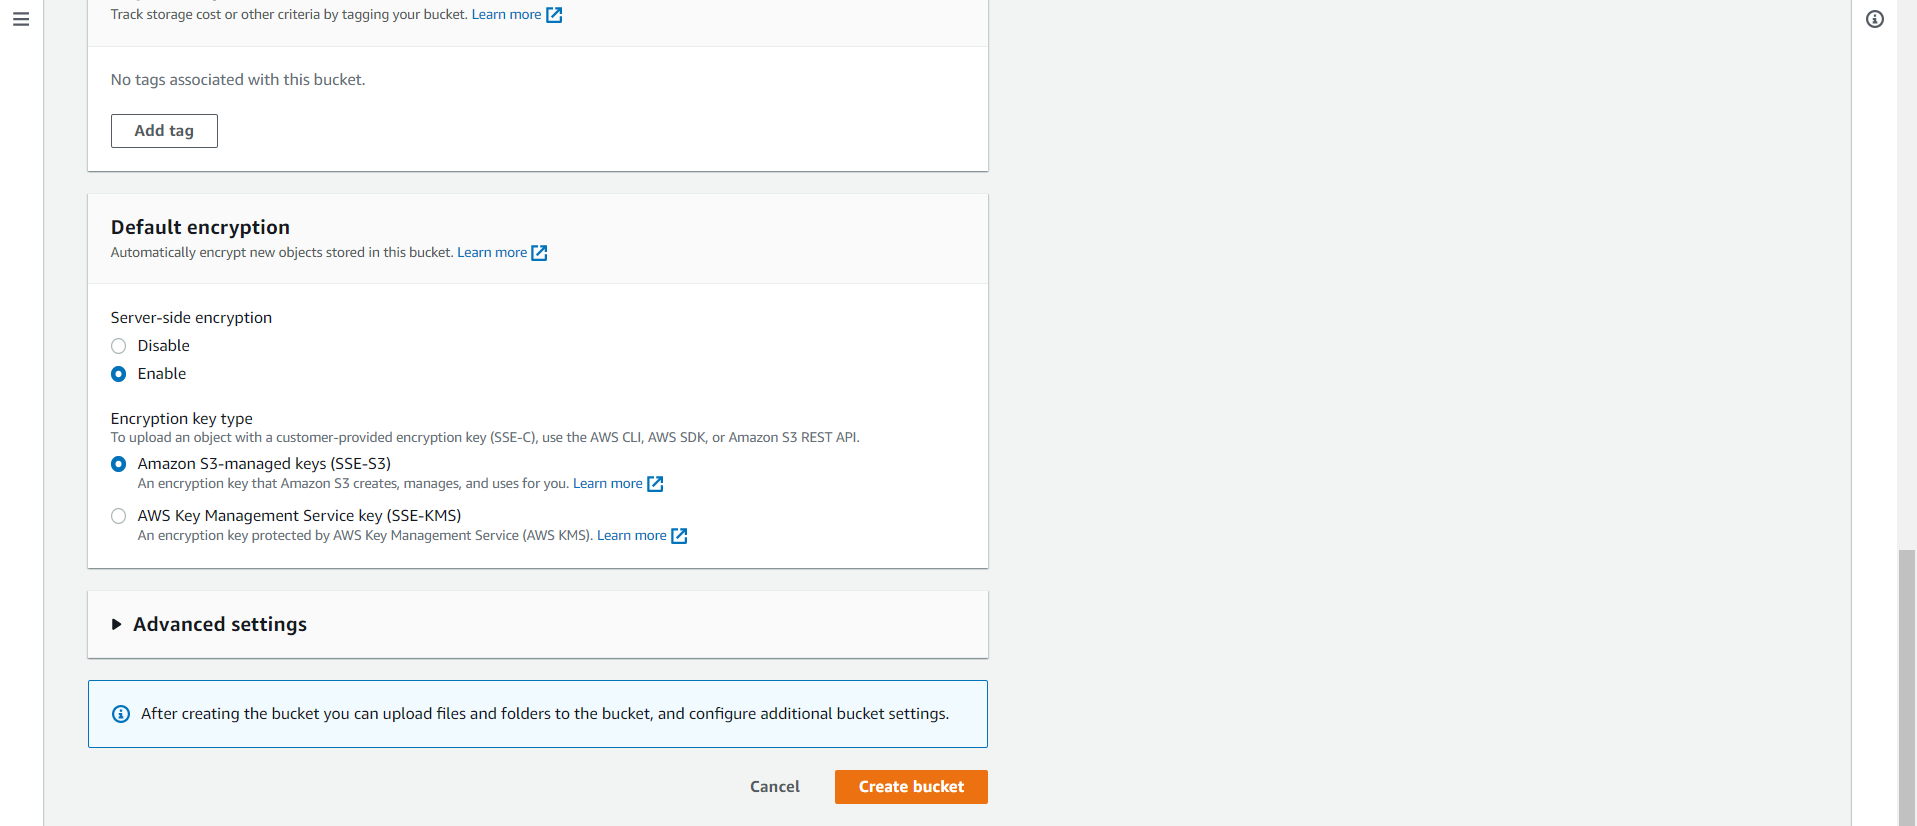 Track storage cost or other criteria by tagging your bucket. Learn more
No tags associated with this bucket.
Add tag
Default encryption
Automatically encrypt new objects stored in this bucket. Learn more
Server-side encryption
Disable
Enable
Encryption key type
To upload an object with a customer-provided encryption key (SSE-C), use the AWS CLI, AWS SDK, or Amazon S3 REST API.
Amazon S3-managed keys (SSE-S3)
An encryption key that Amazon S3 creates, manages, and uses for you. Learn more
AWS Key Management Service key (SSE-KMS)
An encryption key protected by AWS Key Management Service (AWS KMS). Learn more
Advanced settings
After creating the bucket you can upload files and folders to the bucket, and configure additional bucket settings.
Cancel
Create bucket